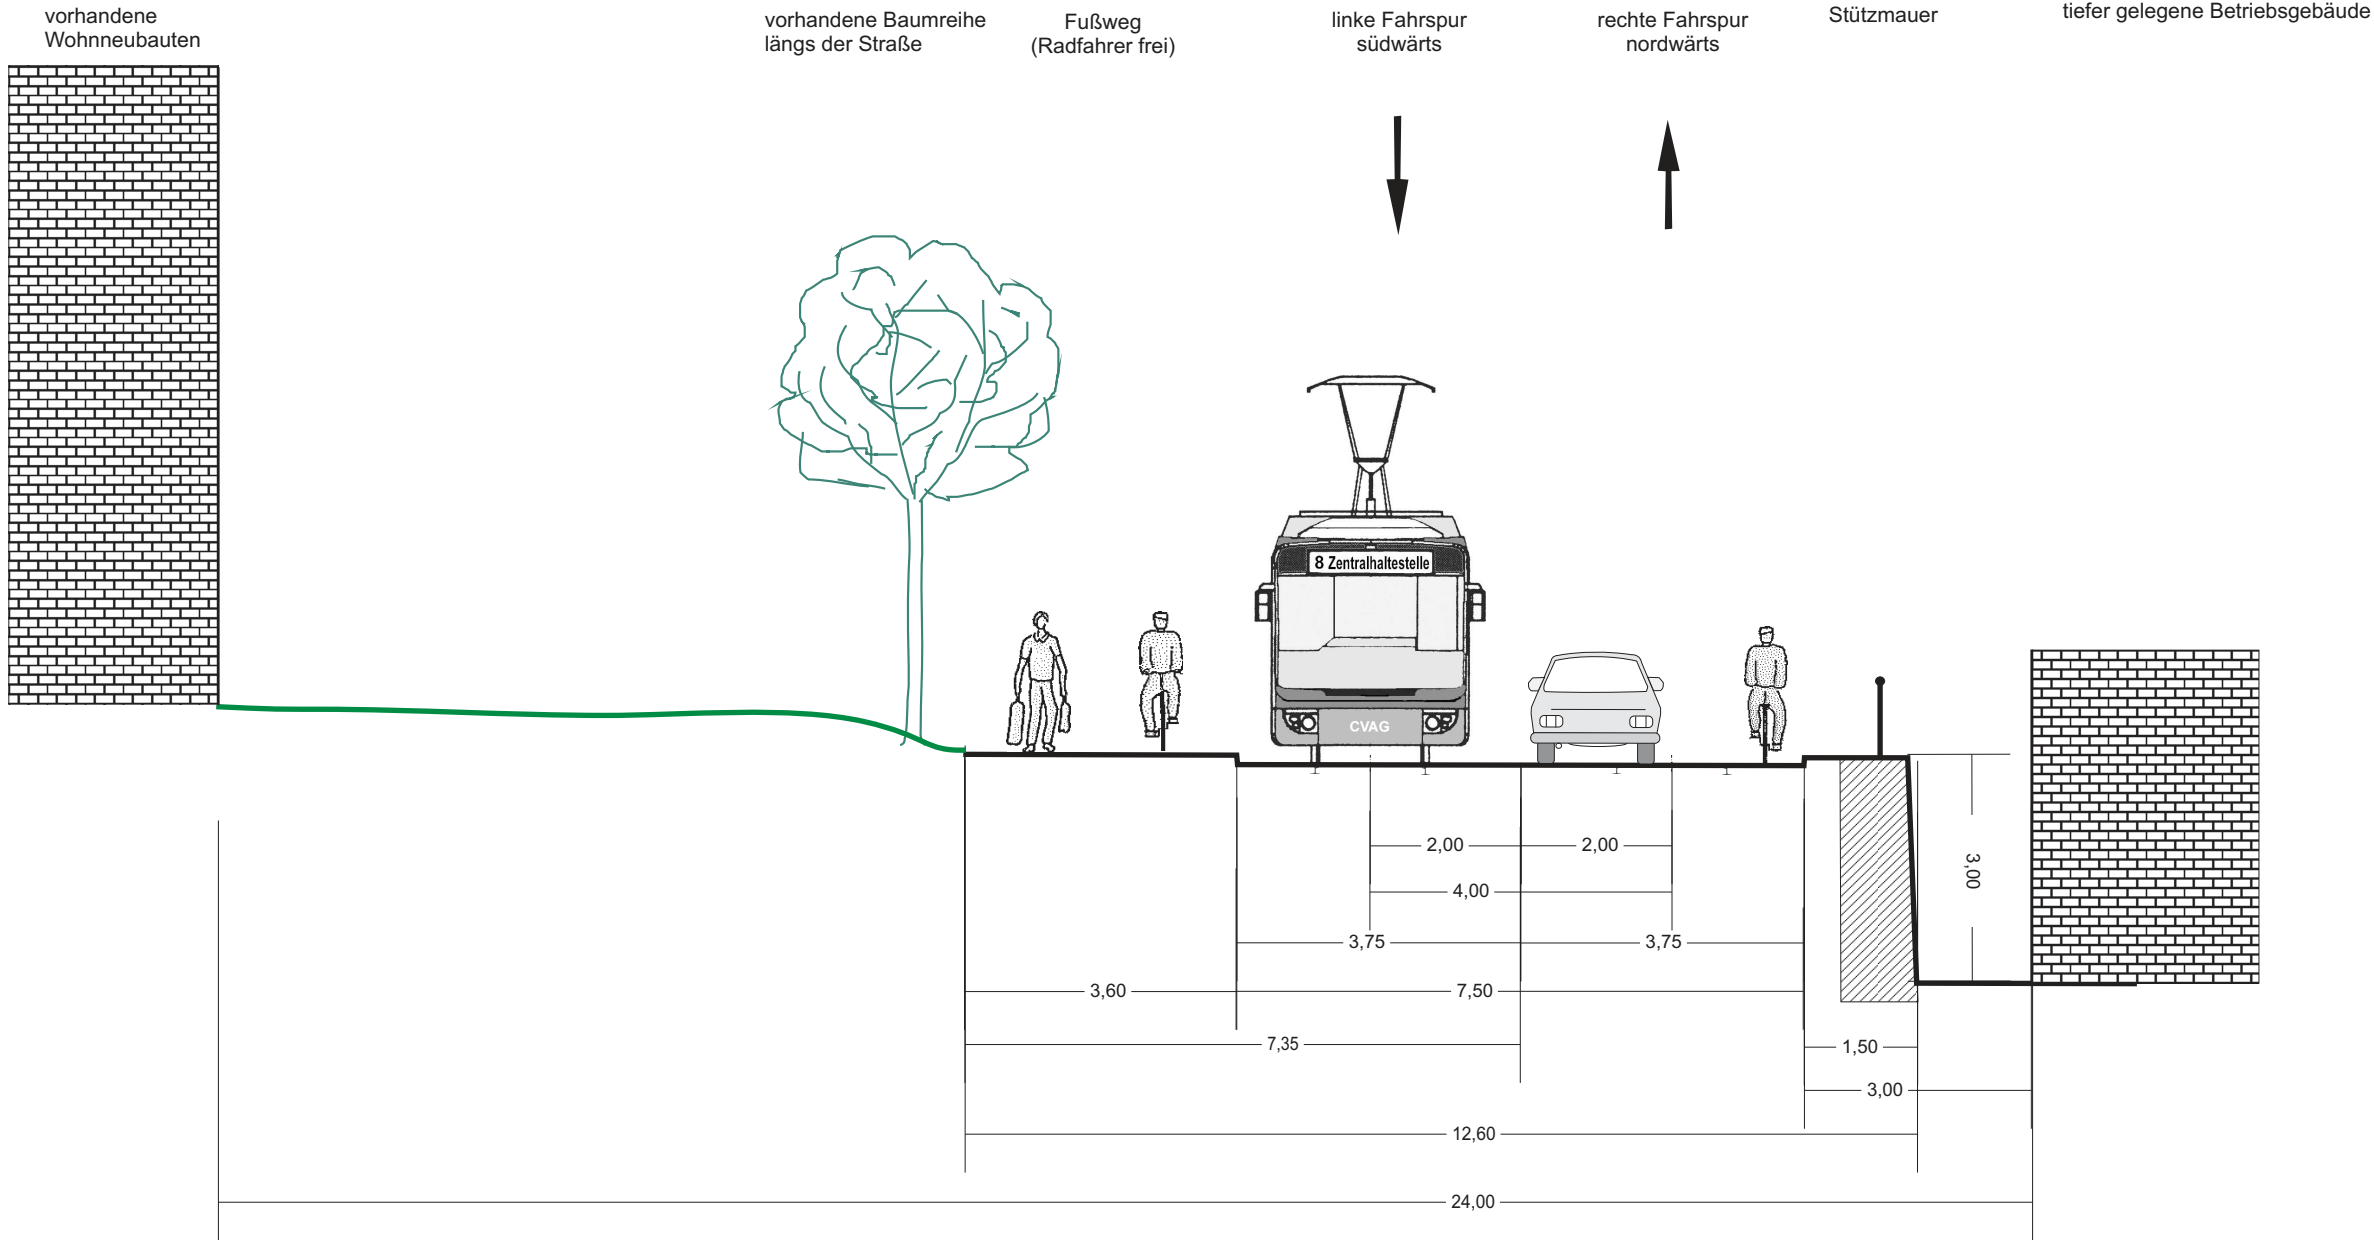 vorhandene
Wohnneubauten
vorhandene Baumreihe
längs der Straße
Fußweg
(Radfahrer frei)
linke Fahrspur
südwärts
rechte Fahrspur
nordwärts
Stützmauer
tiefer gelegene Betriebsgebäude
8 Zentralhaltestelle
CVAG
2,00
2,00
3,00
4,00
3,75
3,75
3,60
7,50
7,35
1,50
3,00
12,60
24,00